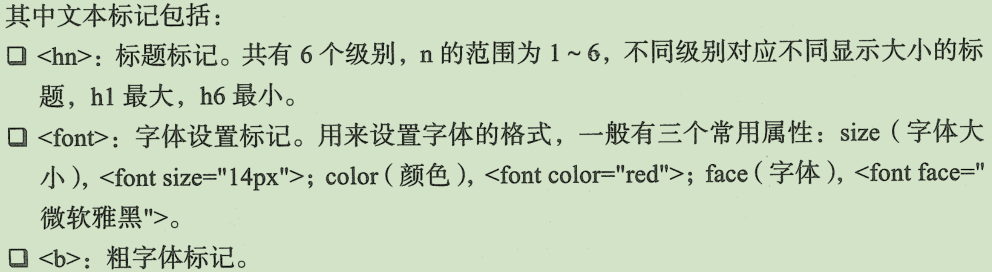 其中文本标记包括：
❑ <hn>：标题标记。共有 6 个级别，n 的范围为 1 ~ 6，不同级别对应不同显示大小的标
题，h1 最大，h6 最小。
❑ <font>：字体设置标记。用来设置字体的格式，一般有三个常用属性：size（字体大
小），<font size="14px">；color（颜色），<font color="red">；face（字体），<font face="
微软雅黑">。
❑ <b>：粗字体标记。